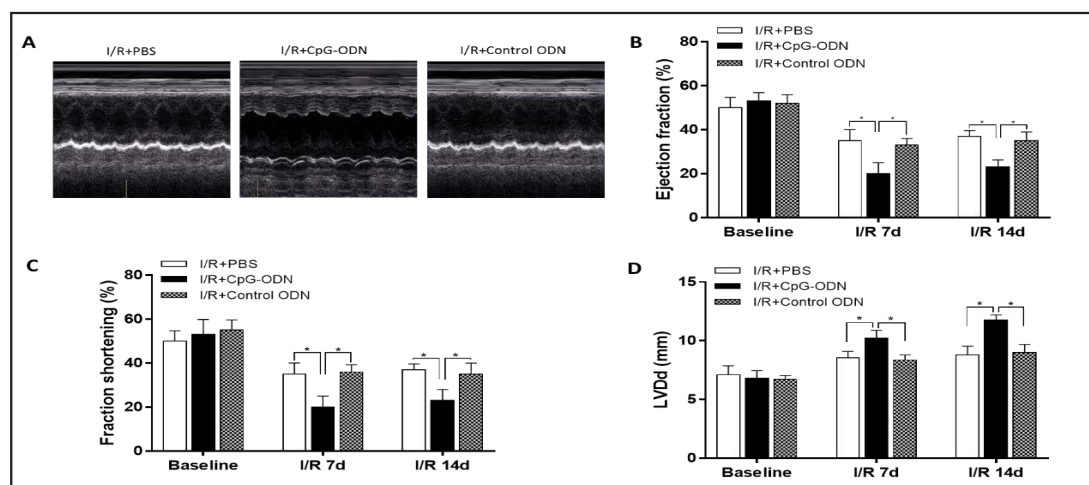 A
I/R+PBS
I/R+CpG-ODN
I/R+Control ODN
B
I/R+PBS
I/R+CpG-ODN
I/R+Control ODN
Ejection fraction (%)
80
60
40
20
0
* * * *
Baseline
I/R 7d
I/R 14d
C
I/R+PBS
I/R+CpG-ODN
I/R+Control ODN
Fraction shortening (%)
80
60
40
20
0
* * * *
Baseline
I/R 7d
I/R 14d
D
I/R+PBS
I/R+CpG-ODN
I/R+Control ODN
LVDd (mm)
15
10
5
0
* * * *
Baseline
I/R 7d
I/R 14d